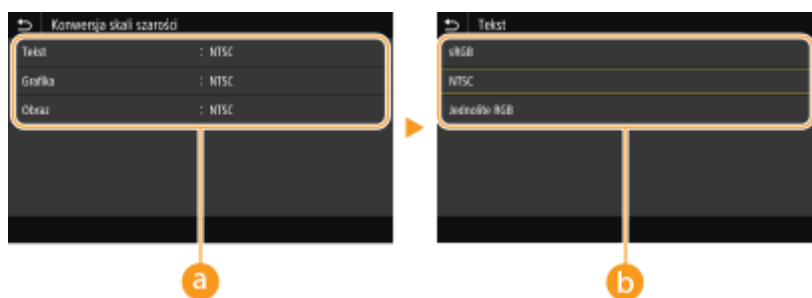 Konwersja skali szarości
Tekst : NTSC
Grafika : NTSC
Obraz : NTSC
a
Tekst
sRGB
NTSC
Jednolite RGB
b